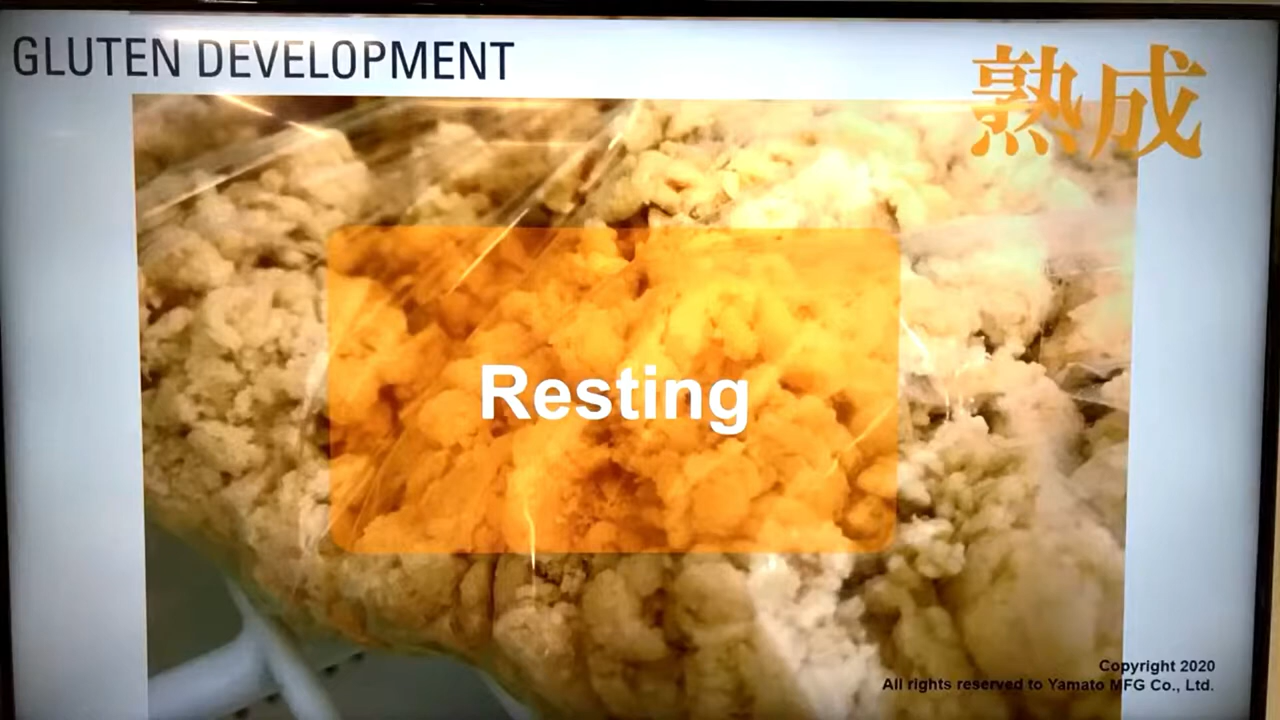 GLUTEN DEVELOPMENT
熟成
Resting
Copyright 2020
All rights reserved to Yamato MFG Co., Ltd.